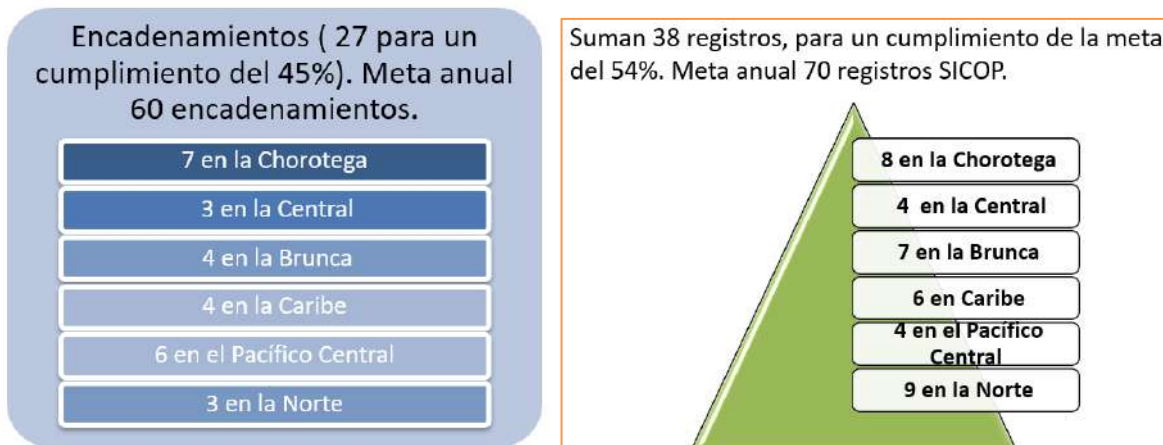 Encadenamientos ( 27 para un
cumplimiento del 45%). Meta anual
60 encadenamientos.
7 en la Chorotega
3 en la Central
4 en la Brunca
4 en la Caribe
6 en el Pacífico Central
3 en la Norte
Suman 38 registros, para un cumplimiento de la meta
del 54%. Meta anual 70 registros SICOP.
8 en la Chorotega
4 en la Central
7 en la Brunca
6 en Caribe
4 en el Pacífico
Central
9 en la Norte